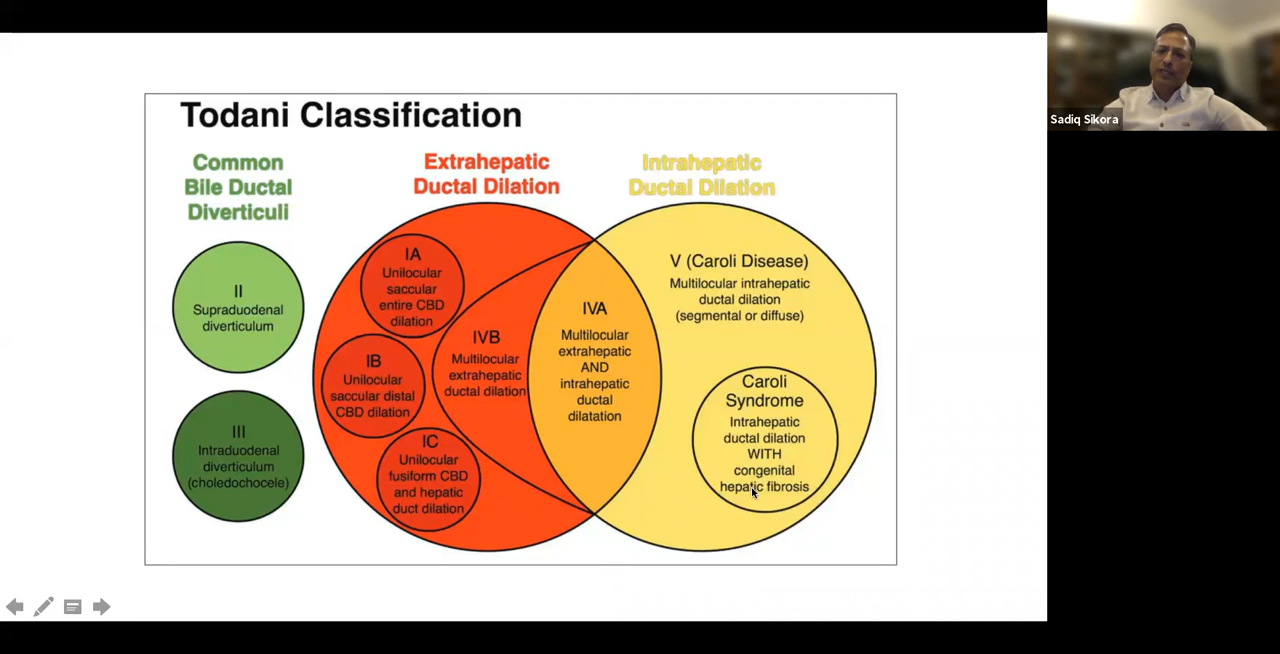 Todani Classification
Common
Bile Ductal
Diverticuli
Extrahepatic
Ductal Dilation
Intrahepatic
Ductal Dilation
II
Supraduodenal
diverticulum
III
Intraduodenal
diverticulum
(choledochocele)
IA
Unilocular
saccular
entire CBD
dilation
IB
Unilocular
saccular distal
CBD dilation
IC
Unilocular
fusiform CBD
and hepatic
duct dilation
IVB
Multilocular
extrahepatic
ductal dilation
IVA
Multilocular
extrahepatic
AND
intrahepatic
ductal
dilatation
V (Caroli Disease)
Multilocular intrahepatic
ductal dilation
(segmental or diffuse)
Caroli
Syndrome
Intrahepatic
ductal dilation
WITH
congenital
hepatic fibrosis
Sadiq Sikora